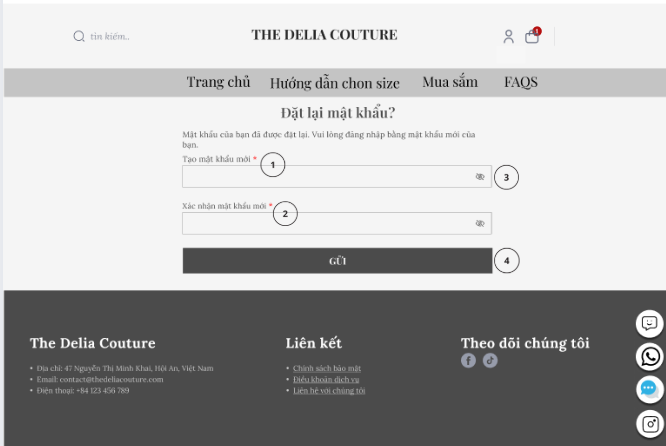 tìn kiếm..
THE DELIA COUTURE
1
Trang chủ
Hướng dẫn chon size
Mua sắm
FAQS
Đặt lại mật khẩu?
Mật khẩu của bạn đã được đặt lại. Vui lòng đăng nhập bằng mật khẩu mới của
bạn.
Tạo mật khẩu mới *
1
3
Xác nhận mật khẩu mới *
2
GỬI
4
The Delia Couture
• Địa chỉ: 47 Nguyễn Thị Minh Khai, Hội An, Việt Nam
• Email: contact@thedeliacouture.com
• Điện thoại: +84 123 456 789
Liên kết
• Chính sách bảo mật
• Điều khoản dịch vụ
• Liên hệ với chúng tôi
Theo dõi chúng tôi